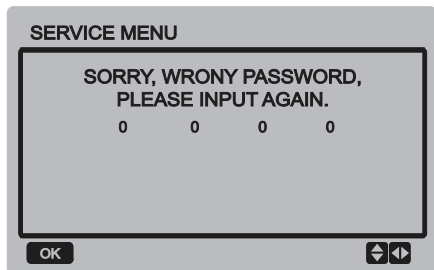 SERVICE MENU
SORRY, WRONY PASSWORD,
PLEASE INPUT AGAIN.
0 0 0 0
OK